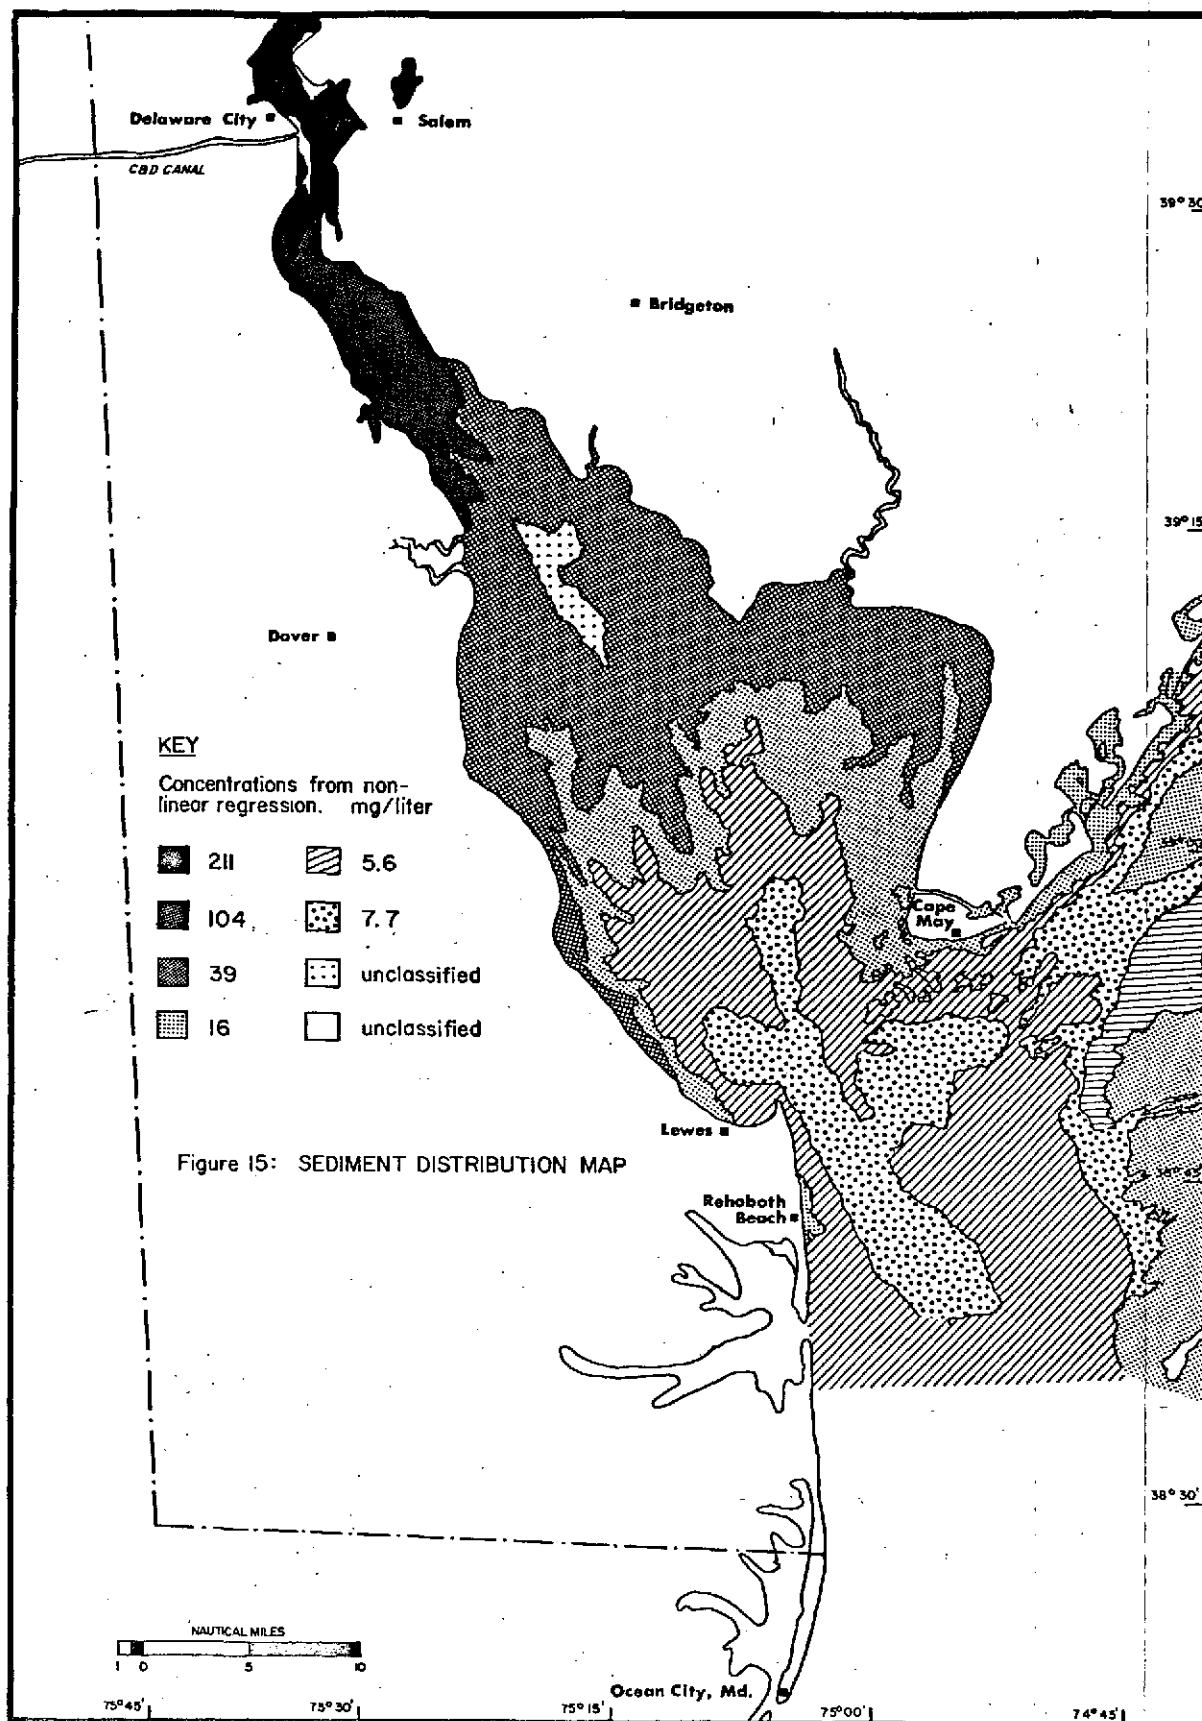 Delaware City
Salem
C&D CANAL
39° 30
Bridgeton
39° 15
Dover
KEY
Concentrations from non-
linear regression. mg/liter
211
5.6
104
7.7
39
unclassified
16
unclassified
Cape
May
Lewes
Figure 15: SEDIMENT DISTRIBUTION MAP
Rehoboth
Beach
38° 30'
NAUTICAL MILES
1 0 5 10
Ocean City, Md.
75° 45' 75° 30' 75° 15' 75° 00' 74° 45'